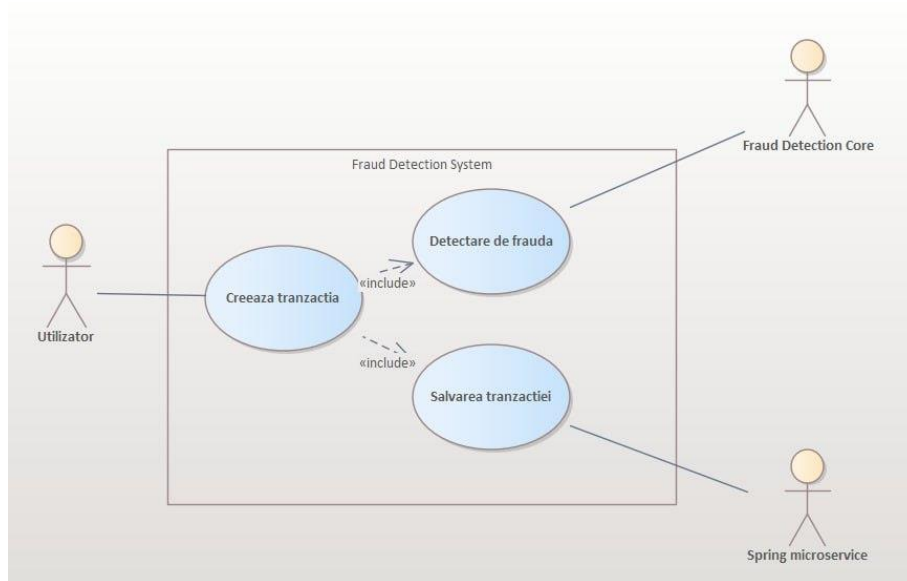 Fraud Detection Core
Fraud Detection System
Detectare de frauda
«include»
Creeaza tranzactia
Utilizator
«include»
Salvarea tranzactiei
Spring microservice